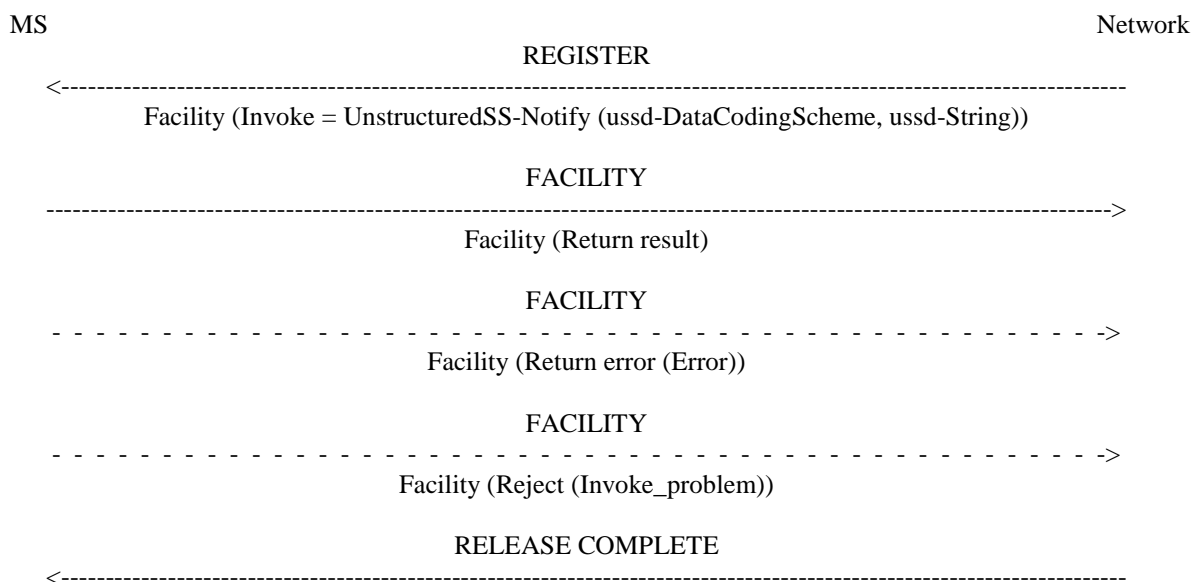 MS Network
REGISTER
<------------------------------------------------------------------------------------------------------------------------
Facility (Invoke = UnstructuredSS-Notify (ussd-DataCodingScheme, ussd-String))
FACILITY
------------------------------------------------------------------------------------------------------------------------>
Facility (Return result)
FACILITY
- - - - - - - - - - - - - - - - - - - - - - - - - - - - - - - - - - - - - - - - - - - - - - - - - - - - - - - - - ->
Facility (Return error (Error))
FACILITY
- - - - - - - - - - - - - - - - - - - - - - - - - - - - - - - - - - - - - - - - - - - - - - - - - - - - - - - - - ->
Facility (Reject (Invoke_problem))
RELEASE COMPLETE
<------------------------------------------------------------------------------------------------------------------------